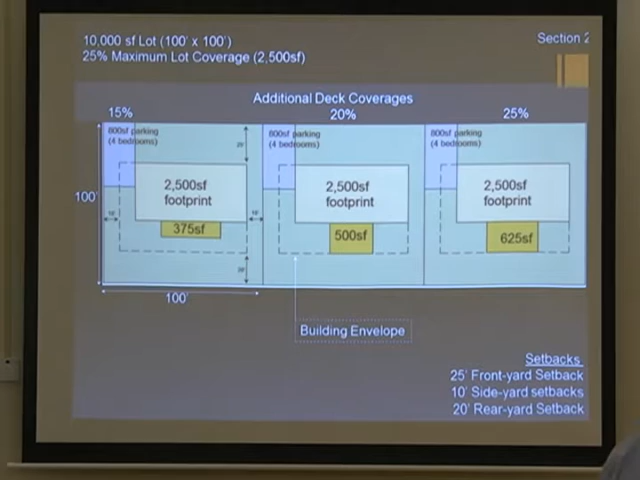 10,000 sf Lot (100' x 100')
25% Maximum Lot Coverage (2,500sf)
Section 2
Additional Deck Coverages
15%
20%
25%
800sf parking
(4 bedrooms)
800sf parking
(4 bedrooms)
800sf parking
(4 bedrooms)
100'
2,500sf
footprint
2,500sf
footprint
2,500sf
footprint
375sf
500sf
625sf
100'
Building Envelope
Setbacks
25' Front-yard Setback
10' Side-yard setbacks
20' Rear-yard Setback